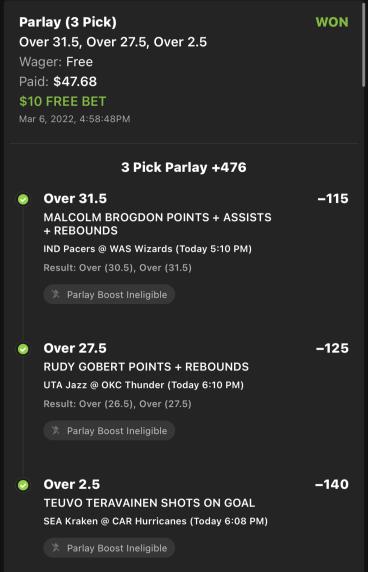 Parlay (3 Pick) WON
Over 31.5, Over 27.5, Over 2.5
Wager: Free
Paid: $47.68
$10 FREE BET
Mar 6, 2022, 4:58:48PM
3 Pick Parlay +476
Over 31.5 −115
MALCOLM BROGDON POINTS + ASSISTS
+ REBOUNDS
IND Pacers @ WAS Wizards (Today 5:10 PM)
Result: Over (30.5), Over (31.5)
Parlay Boost Ineligible
Over 27.5 −125
RUDY GOBERT POINTS + REBOUNDS
UTA Jazz @ OKC Thunder (Today 6:10 PM)
Result: Over (26.5), Over (27.5)
Parlay Boost Ineligible
Over 2.5 −140
TEUVO TERAVAINEN SHOTS ON GOAL
SEA Kraken @ CAR Hurricanes (Today 6:08 PM)
Parlay Boost Ineligible